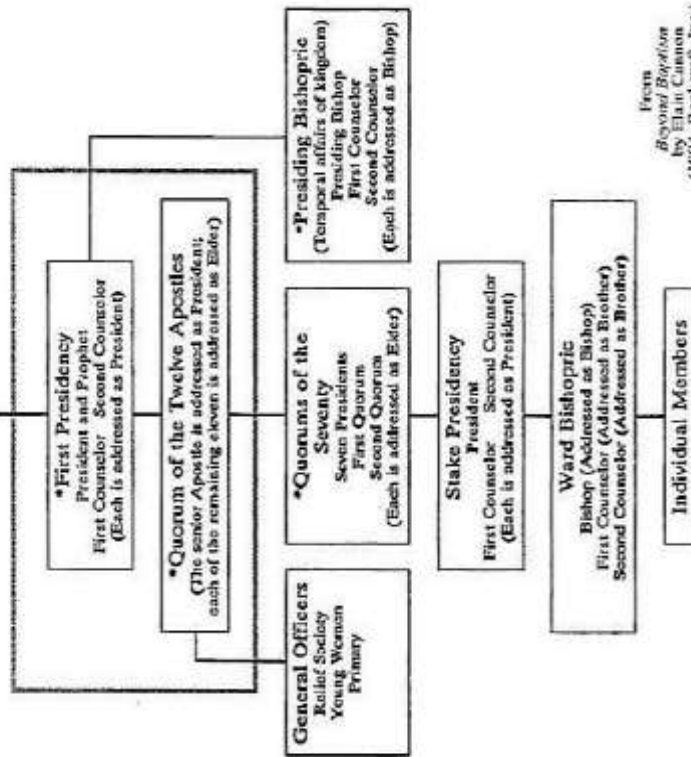 *First Presidency
President and Prophet
First Counselor Second Counselor
(Each is addressed as President)
*Quorum of the Twelve Apostles
(The senior Apostle is addressed as President;
each of the remaining eleven is addressed as Elder)
General Officers
Relief Society
Young Women
Primary
*Quorums of the
Seventy
Seven Presidents
First Quorum
Second Quorum
(Each is addressed as Elder)
*Presiding Bishopric
(Temporal affairs of kingdom)
Presiding Bishop
First Counselor
Second Counselor
(Each is addressed as Bishop)
Stake Presidency
President
First Counselor Second Counselor
(Each is addressed as President)
Ward Bishopric
Bishop (Addressed as Bishop)
First Counselor (Addressed as Brother)
Second Counselor (Addressed as Brother)
Individual Members
From
Beyond Baptism
by Elain Cannon